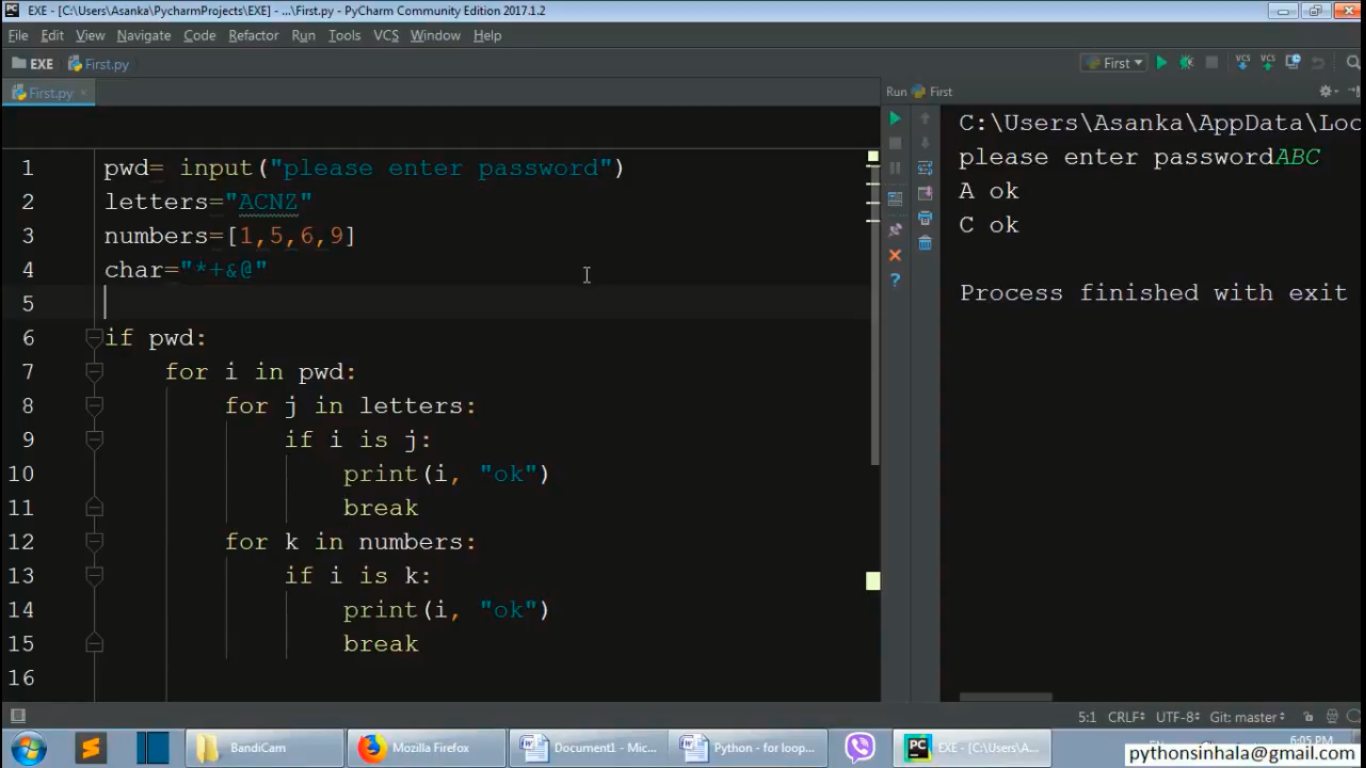 EXE - [C:\Users\Asanka\PycharmProjects\EXE] - ...\First.py - PyCharm Community Edition 2017.1.2
File Edit View Navigate Code Refactor Run Tools VCS Window Help
EXE First.py First VCS VCS
First.py
Run First
1 pwd= input("please enter password")
2 letters="ACNZ"
3 numbers=[1,5,6,9]
4 char="*+&@"
5
6 if pwd:
7 for i in pwd:
8 for j in letters:
9 if i is j:
10 print(i, "ok")
11 break
12 for k in numbers:
13 if i is k:
14 print(i, "ok")
15 break
16
C:\Users\Asanka\AppData\Loc
please enter passwordABC
A ok
C ok
Process finished with exit
5:1 CRLF UTF-8 Git: master
BandiCam Mozilla Firefox Document1 - Mic... Python - for loop... EXE - [C:\Users\A... 6:05 PM
pythonsinhala@gmail.com